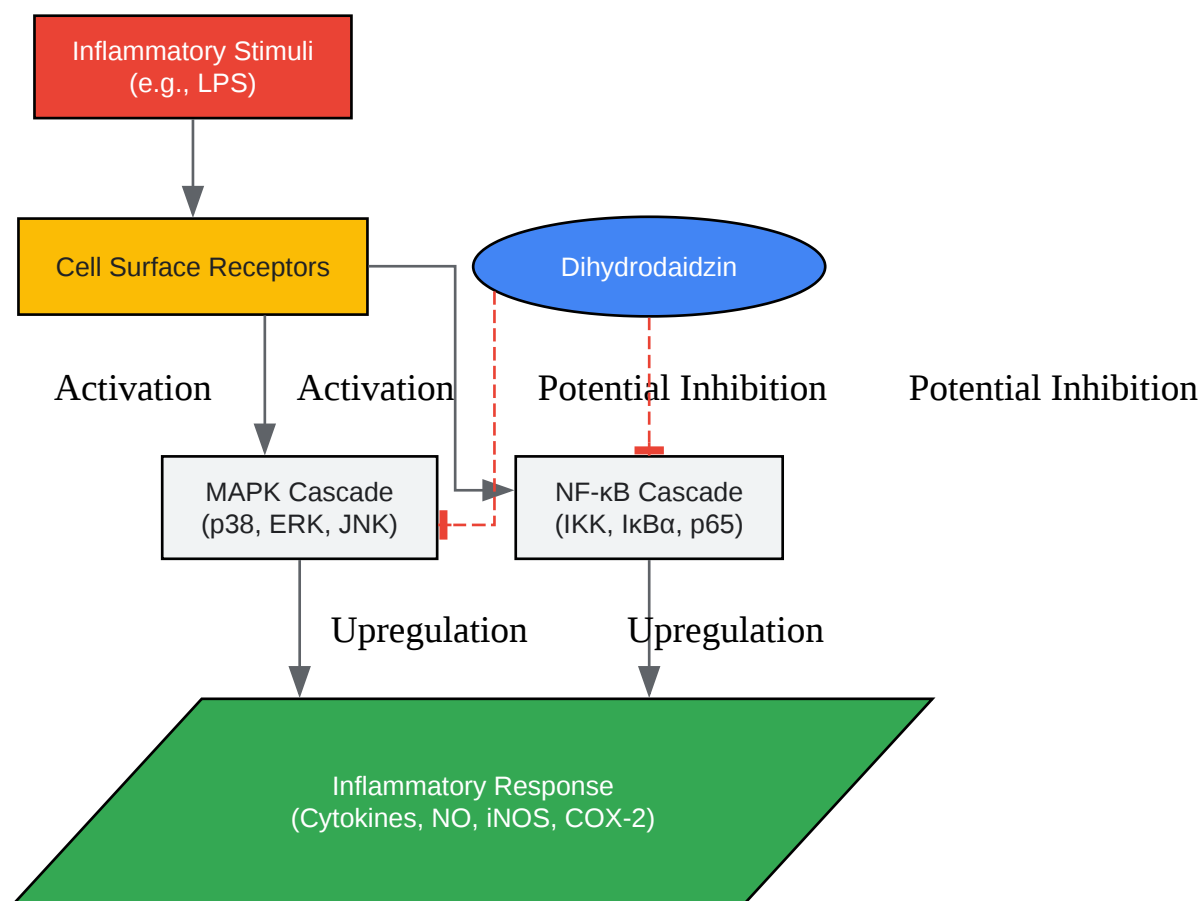 Inflammatory Stimuli
(e.g., LPS)
Cell Surface Receptors
Dihydrodaidzin
Activation
Activation
Potential Inhibition
Potential Inhibition
MAPK Cascade
(p38, ERK, JNK)
NF-κB Cascade
(IKK, IκBα, p65)
Upregulation
Upregulation
Inflammatory Response
(Cytokines, NO, iNOS, COX-2)